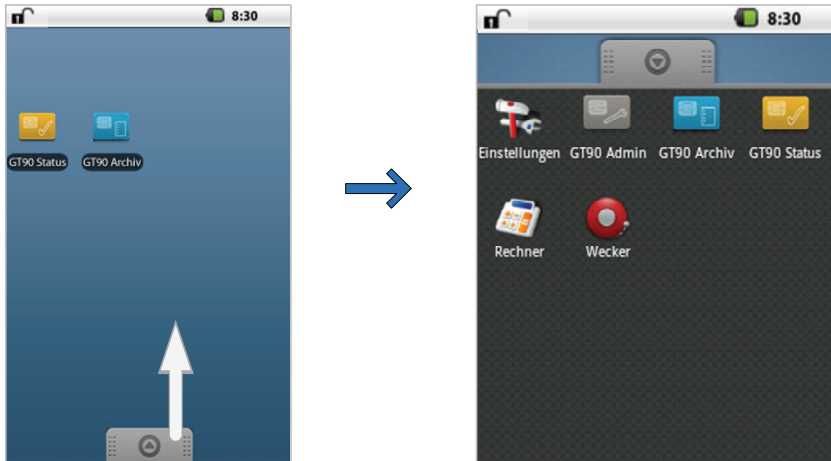 8:30
GT90 Status GT90 Archiv
8:30
Einstellungen GT90 Admin GT90 Archiv GT90 Status
Rechner Wecker